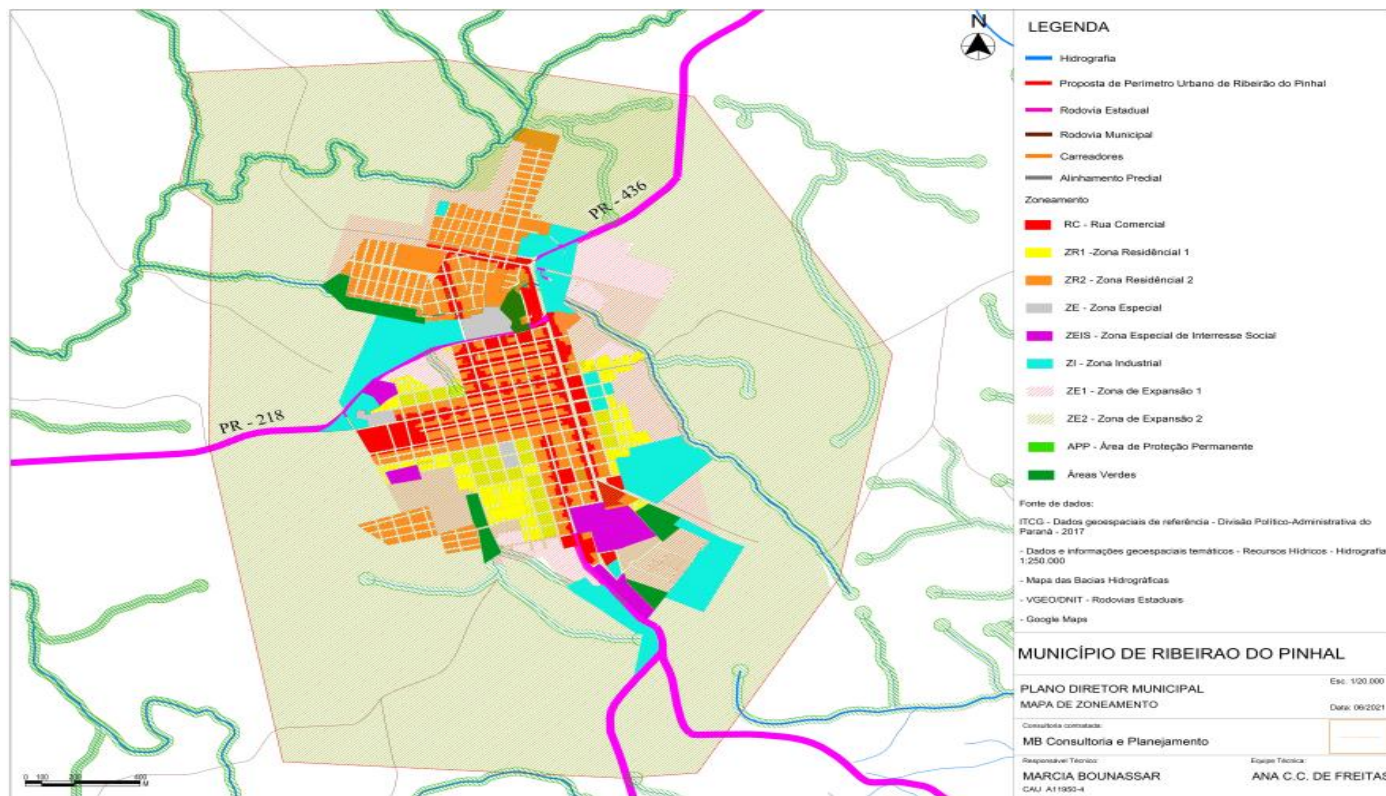 N
PR - 436
PR - 218
0 100 200 400
M
LEGENDA
Hidrografia
Proposta de Perímetro Urbano de Ribeirão do Pinhal
Rodovia Estadual
Rodovia Municipal
Carreadores
Alinhamento Predial
Zoneamento
RC - Rua Comercial
ZR1 -Zona Residêncial 1
ZR2 - Zona Residêncial 2
ZE - Zona Especial
ZEIS - Zona Especial de Interresse Social
ZI - Zona Industrial
ZE1 - Zona de Expansão 1
ZE2 - Zona de Expansão 2
APP - Área de Proteção Permanente
Áreas Verdes
Fonte de dados:
ITCG - Dados geoespaciais de referência - Divisão Político-Administrativa do
Paraná - 2017
- Dados e informações geoespaciais temáticos - Recursos Hídricos - Hidrografia
1:250.000
- Mapa das Bacias Hidrográficas
- VGEO/DNIT - Rodovias Estaduais
- Google Maps
MUNICÍPIO DE RIBEIRAO DO PINHAL
PLANO DIRETOR MUNICIPAL
MAPA DE ZONEAMENTO
Esc. 1/20.000
Data: 06/2021
Consultoria contratada:
MB Consultoria e Planejamento
Responsável Técnico:
MARCIA BOUNASSAR
CAU A11950-4
Equipe Técnica:
ANA C.C. DE FREITAS